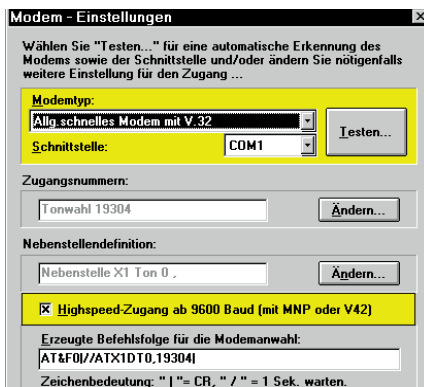 Modem - Einstellungen
Wählen Sie "Testen..." für eine automatische Erkennung des
Modems sowie der Schnittstelle und/oder ändern Sie nötigenfalls
weitere Einstellung für den Zugang ...
Modemtyp:
Allg.schnelles Modem mit V.32
Testen...
Schnittstelle:
COM1
Zugangsnummern:
Tonwahl 19304
Ändern...
Nebenstellendefinition:
Nebenstelle X1 Ton 0 ,
Ändern...
Highspeed-Zugang ab 9600 Baud (mit MNP oder V42)
Erzeugte Befehlsfolge für die Modemanwahl:
AT&F0|//ATX1DT0,19304|
Zeichenbedeutung: " | "= CR, " / " = 1 Sek. warten.